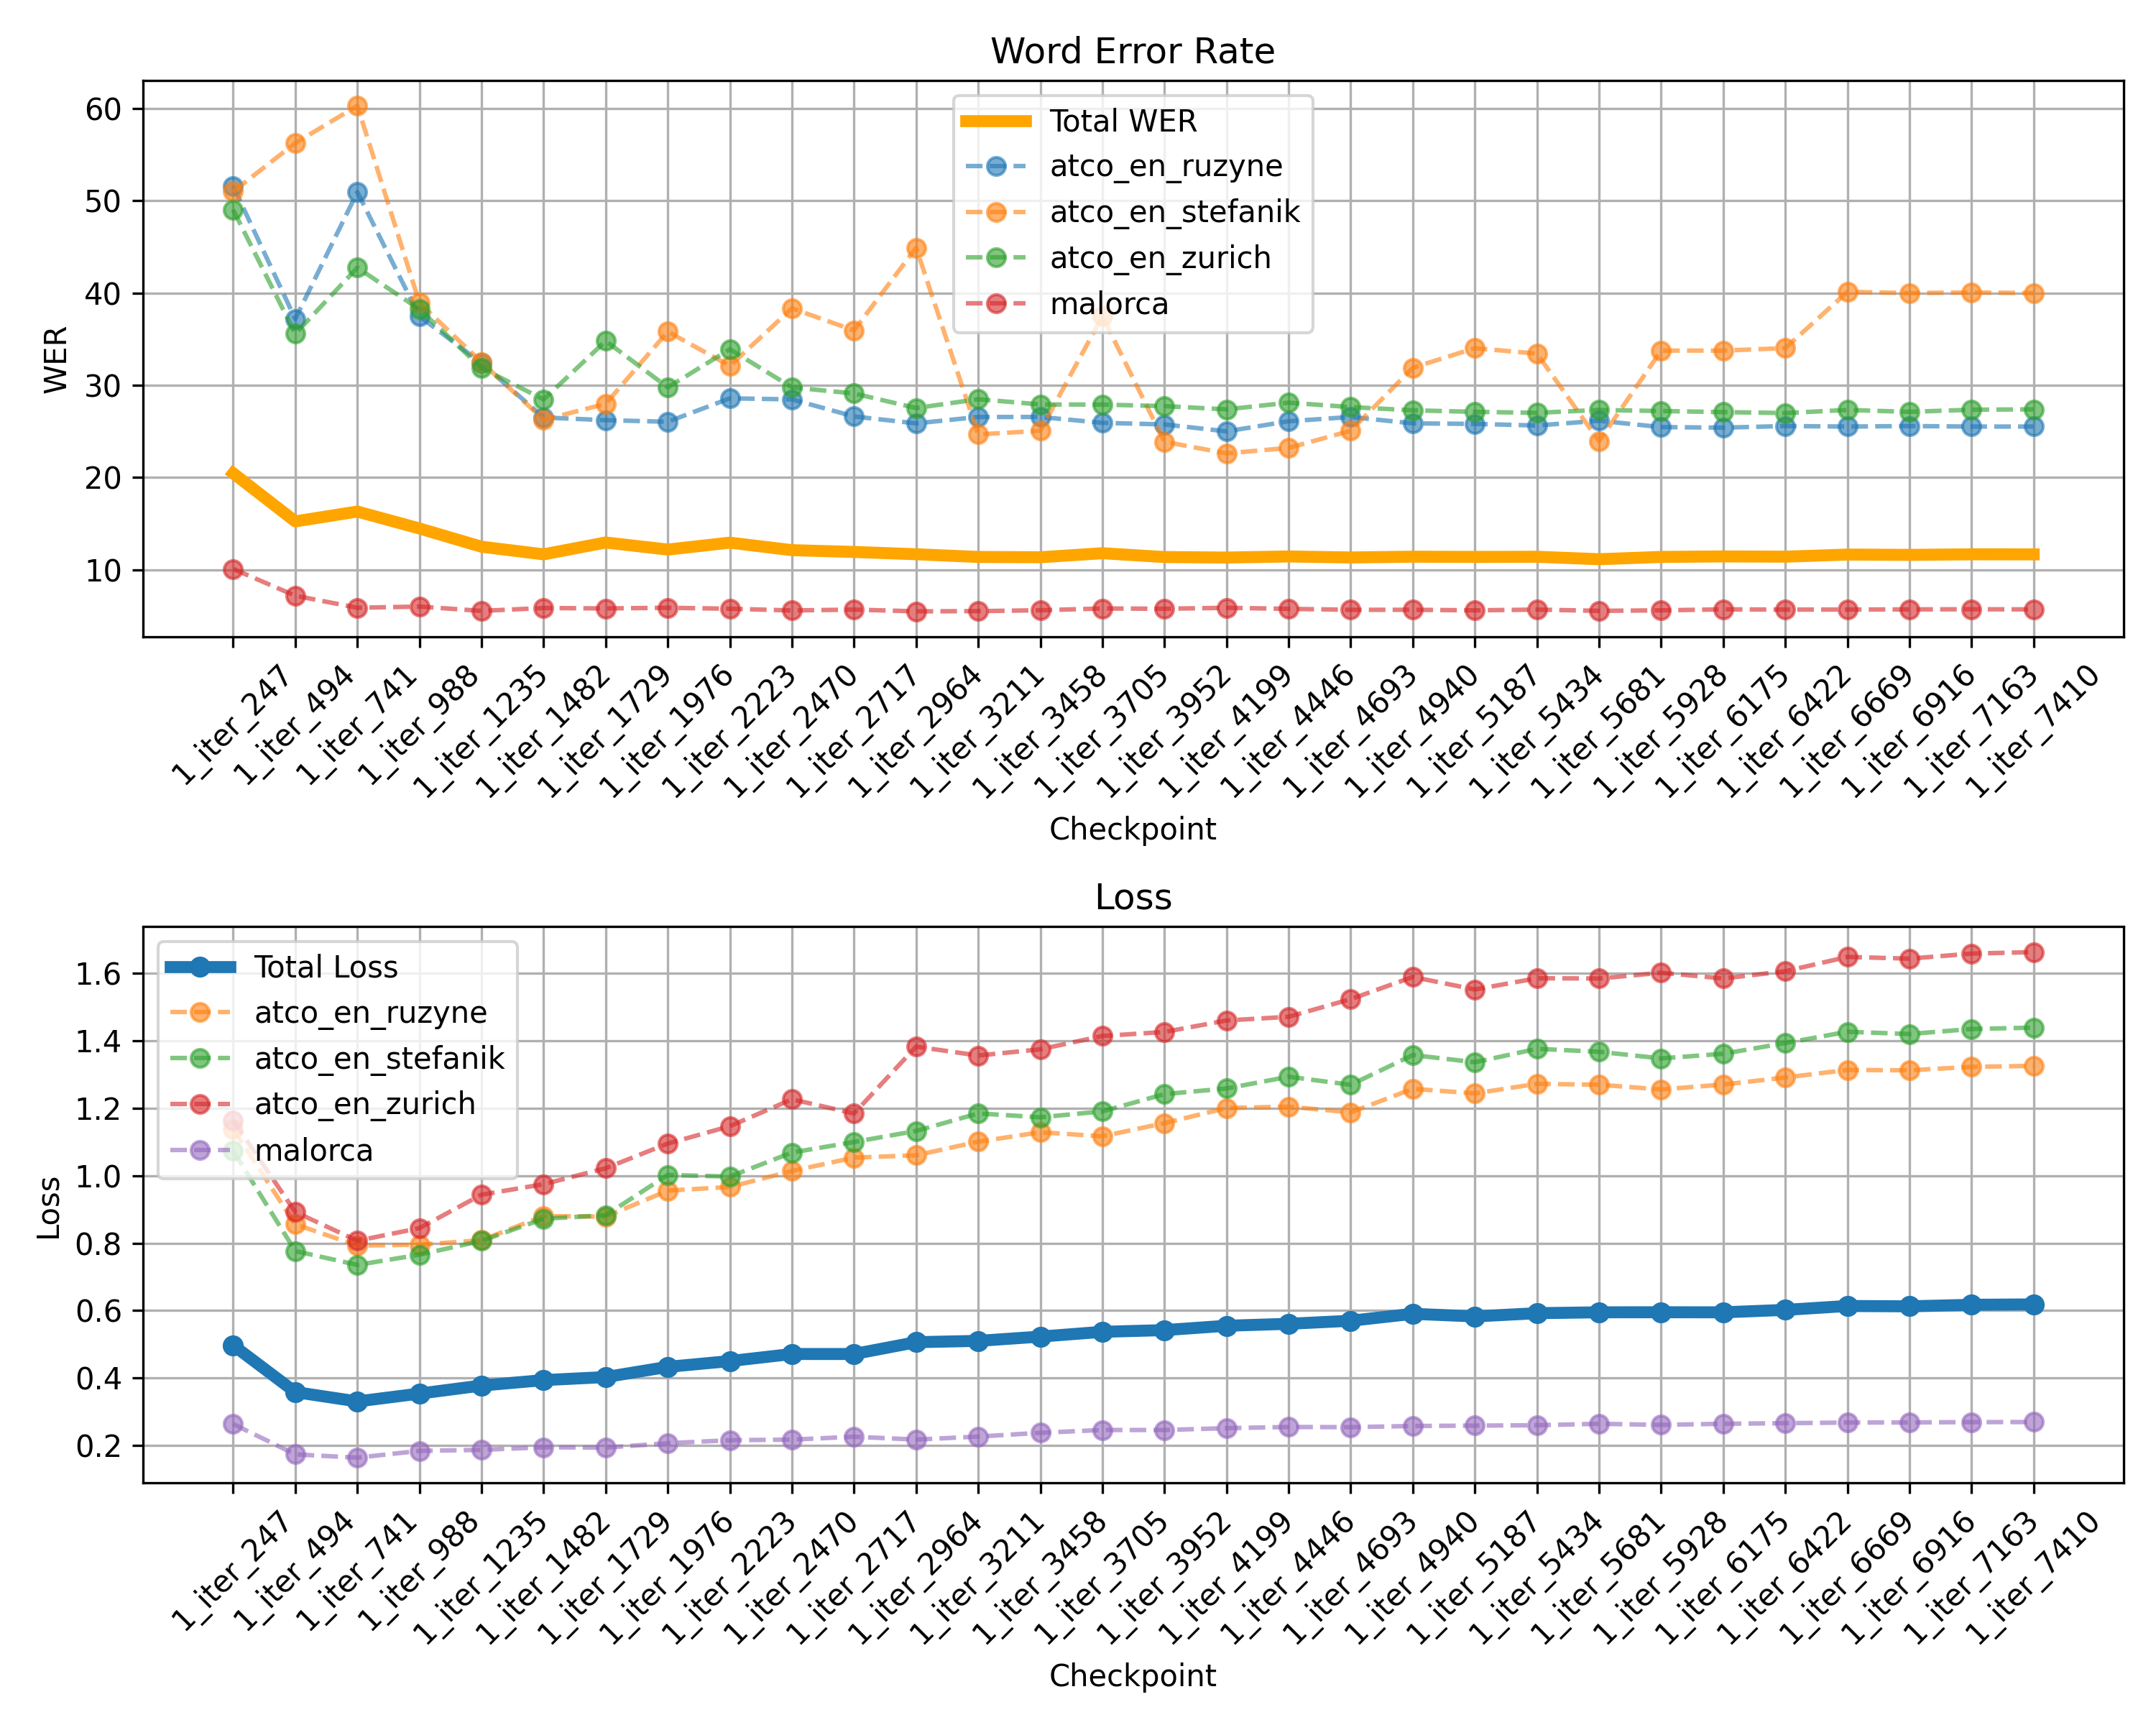 Word Error Rate
60
50
40
30
20
10
WER
Total WER
atco_en_ruzyne
atco_en_stefanik
atco_en_zurich
malorca
1_iter_247
1_iter_494
1_iter_741
1_iter_988
1_iter_1235
1_iter_1482
1_iter_1729
1_iter_1976
1_iter_2223
1_iter_2470
1_iter_2717
1_iter_2964
1_iter_3211
1_iter_3458
1_iter_3705
1_iter_3952
1_iter_4199
1_iter_4446
1_iter_4693
1_iter_4940
1_iter_5187
1_iter_5434
1_iter_5681
1_iter_5928
1_iter_6175
1_iter_6422
1_iter_6669
1_iter_6916
1_iter_7163
1_iter_7410
Checkpoint
Loss
1.6
1.4
1.2
1.0
0.8
0.6
0.4
0.2
Loss
Total Loss
atco_en_ruzyne
atco_en_stefanik
atco_en_zurich
malorca
1_iter_247
1_iter_494
1_iter_741
1_iter_988
1_iter_1235
1_iter_1482
1_iter_1729
1_iter_1976
1_iter_2223
1_iter_2470
1_iter_2717
1_iter_2964
1_iter_3211
1_iter_3458
1_iter_3705
1_iter_3952
1_iter_4199
1_iter_4446
1_iter_4693
1_iter_4940
1_iter_5187
1_iter_5434
1_iter_5681
1_iter_5928
1_iter_6175
1_iter_6422
1_iter_6669
1_iter_6916
1_iter_7163
1_iter_7410
Checkpoint